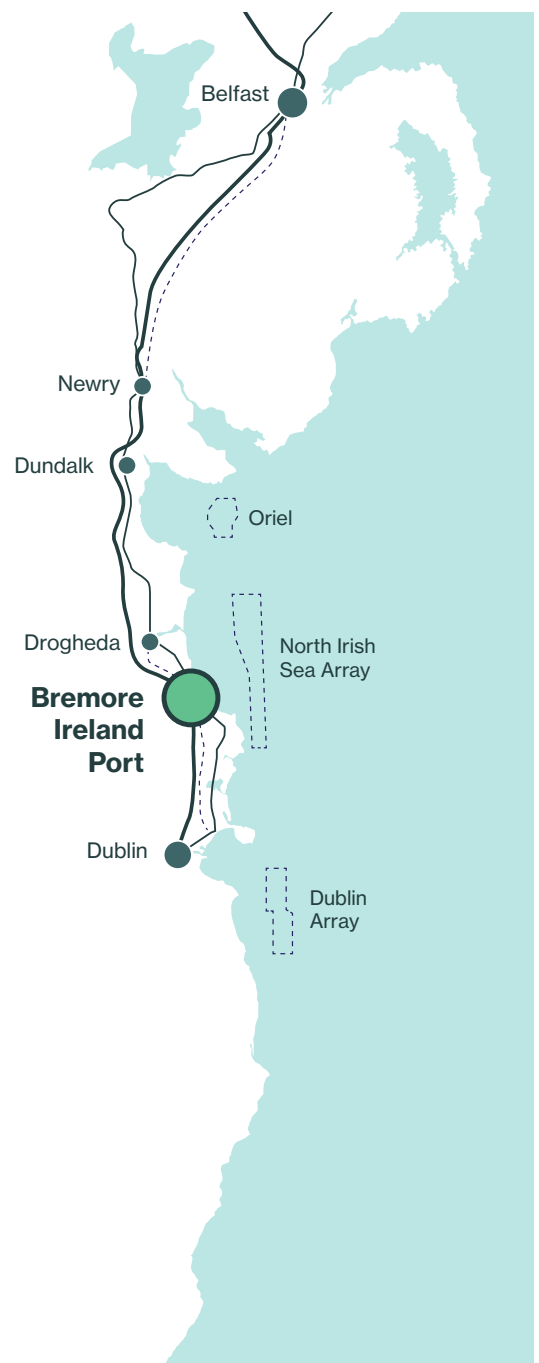 Belfast
Newry
Dundalk
Oriel
Drogheda
North Irish
Sea Array
Bremore
Ireland
Port
Dublin
Dublin
Array